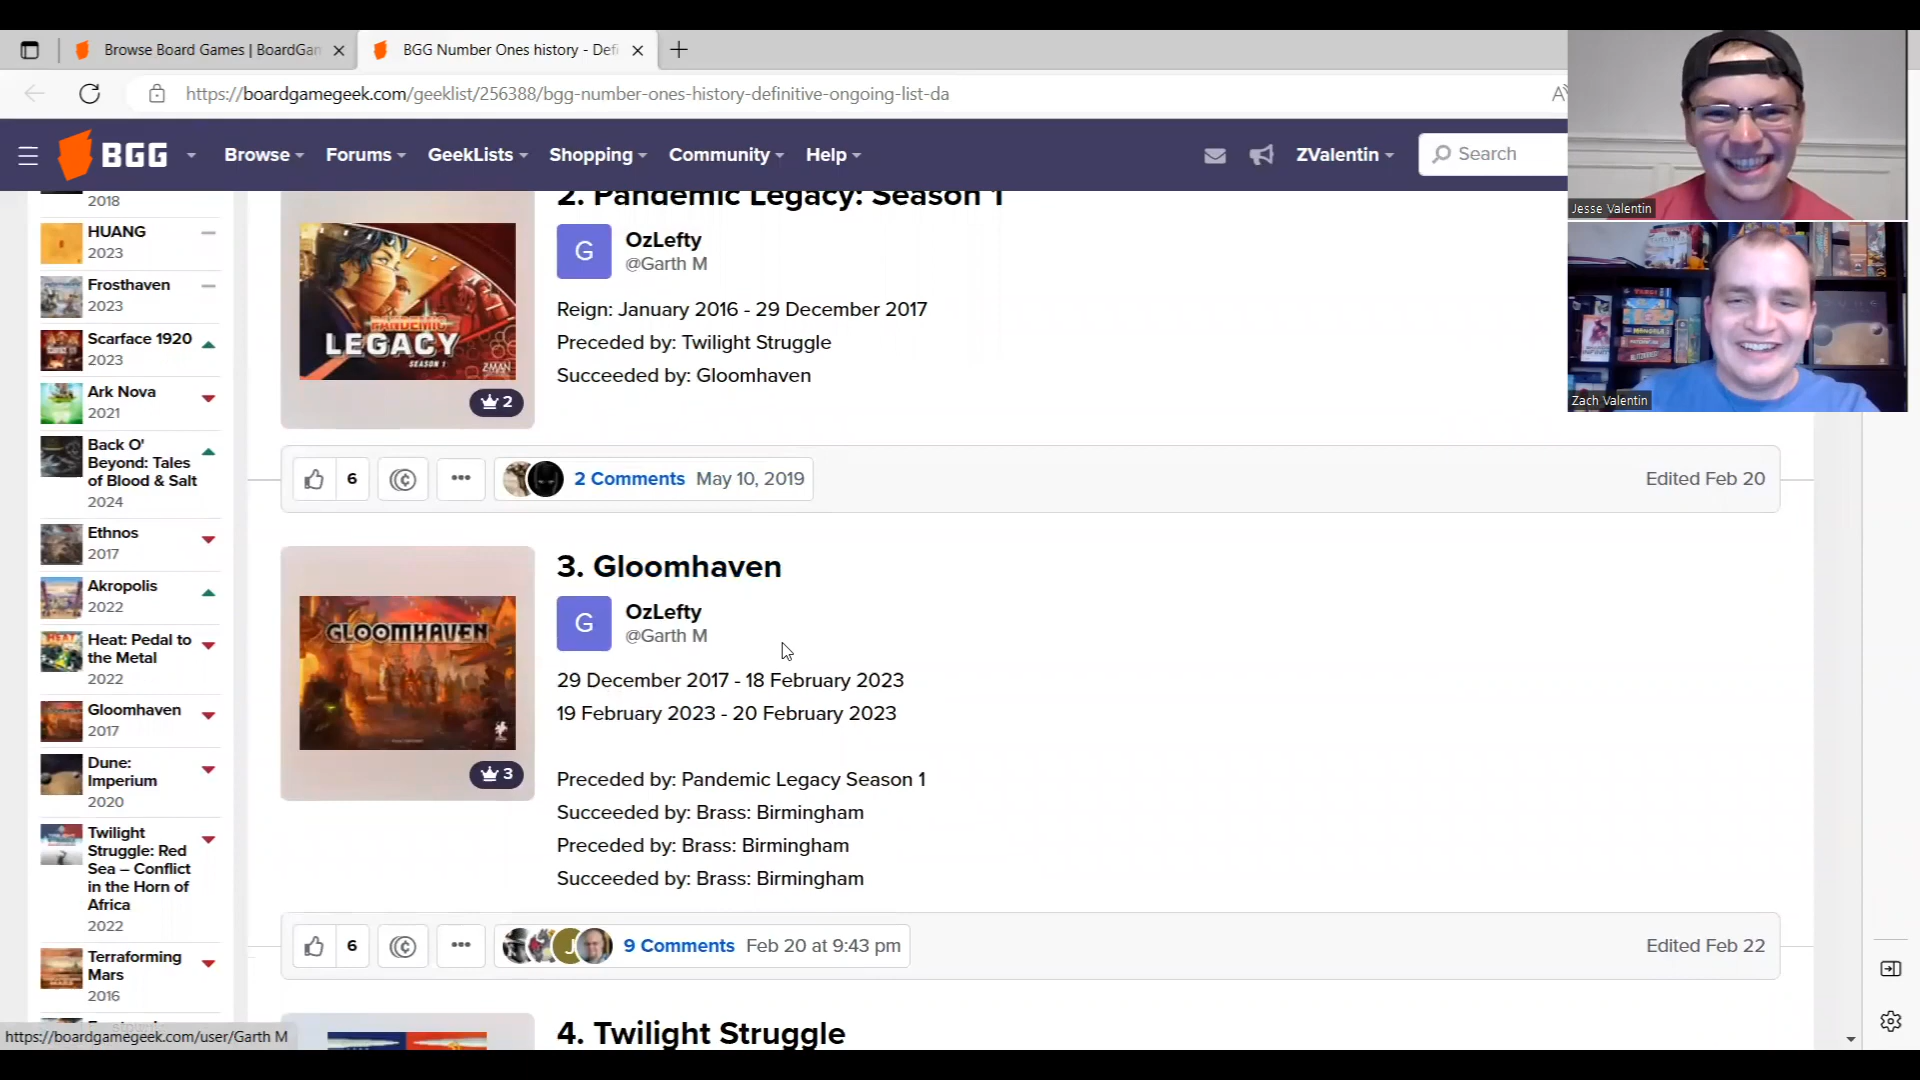 Browse Board Games | BoardGan
BGG Number Ones history - Defi
https://boardgamegeek.com/geeklist/256388/bgg-number-ones-history-definitive-ongoing-list-da
BGG
Browse
Forums
GeekLists
Shopping
Community
Help
ZValentin
Search
Jesse Valentin
Zach Valentin
2018
HUANG
2023
Frosthaven
2023
Scarface 1920
2023
Ark Nova
2021
Back O'
Beyond: Tales
of Blood & Salt
2024
Ethnos
2017
Akropolis
2022
Heat: Pedal to
the Metal
2022
Gloomhaven
2017
Dune:
Imperium
2020
Twilight
Struggle: Red
Sea – Conflict
in the Horn of
Africa
2022
Terraforming
Mars
2016
2. Pandemic Legacy: Season 1
PANDEMIC
LEGACY
SEASON 1
ZMAN
2
G
OzLefty
@Garth M
Reign: January 2016 - 29 December 2017
Preceded by: Twilight Struggle
Succeeded by: Gloomhaven
6
2 Comments May 10, 2019
Edited Feb 20
3. Gloomhaven
GLOOMHAVEN
3
G
OzLefty
@Garth M
29 December 2017 - 18 February 2023
19 February 2023 - 20 February 2023
Preceded by: Pandemic Legacy Season 1
Succeeded by: Brass: Birmingham
Preceded by: Brass: Birmingham
Succeeded by: Brass: Birmingham
6
J
9 Comments Feb 20 at 9:43 pm
Edited Feb 22
4. Twilight Struggle
https://boardgamegeek.com/user/Garth M